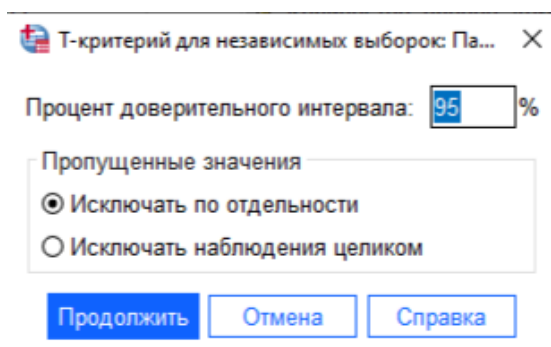 Т-критерий для независимых выборок: Па...
Процент доверительного интервала: 95 %
Пропущенные значения
Исключать по отдельности
Исключать наблюдения целиком
Продолжить Отмена Справка